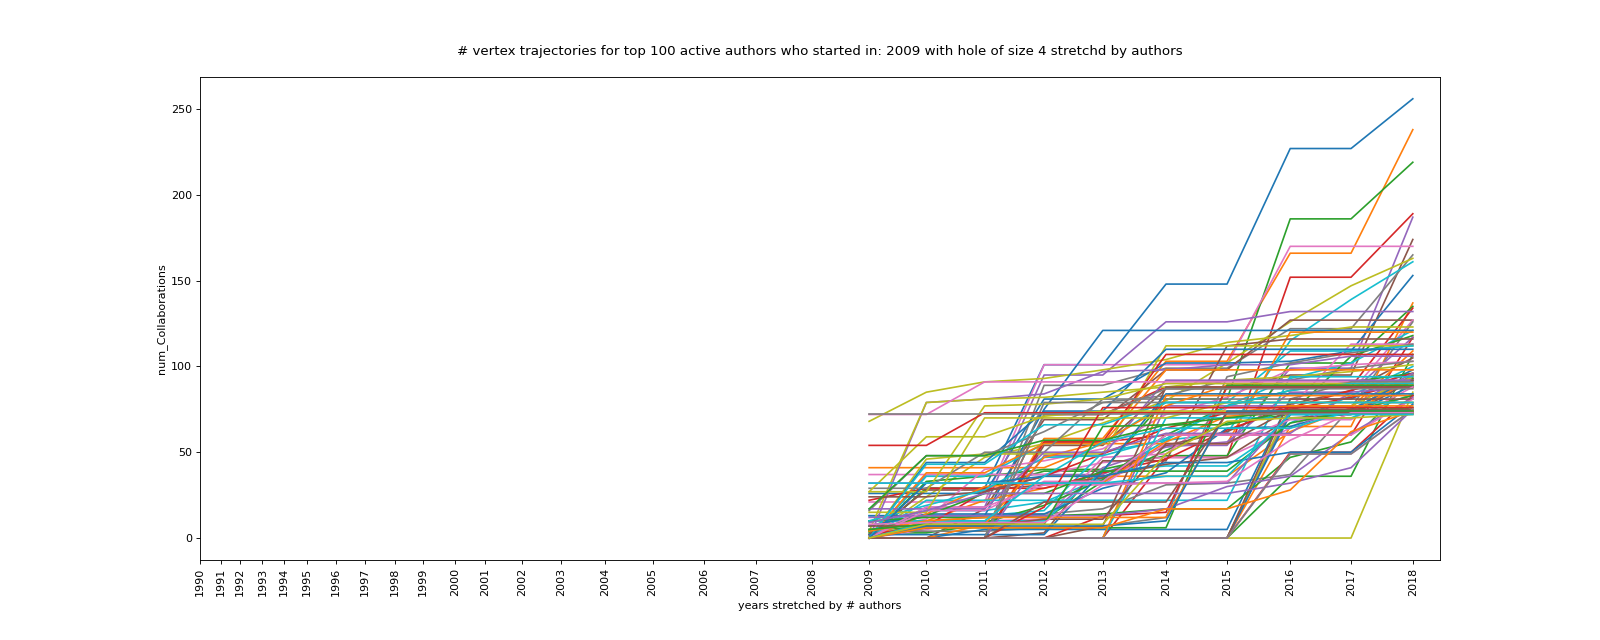 # vertex trajectories for top 100 active authors who started in: 2009 with hole of size 4 stretchd by authors
num_Collaborations
250
200
150
100
50
0
1990 1991 1992 1993 1994 1995 1996 1997 1998 1999 2000 2001 2002 2003 2004 2005 2006 2007 2008 2009 2010 2011 2012 2013 2014 2015 2016 2017 2018
years stretched by # authors